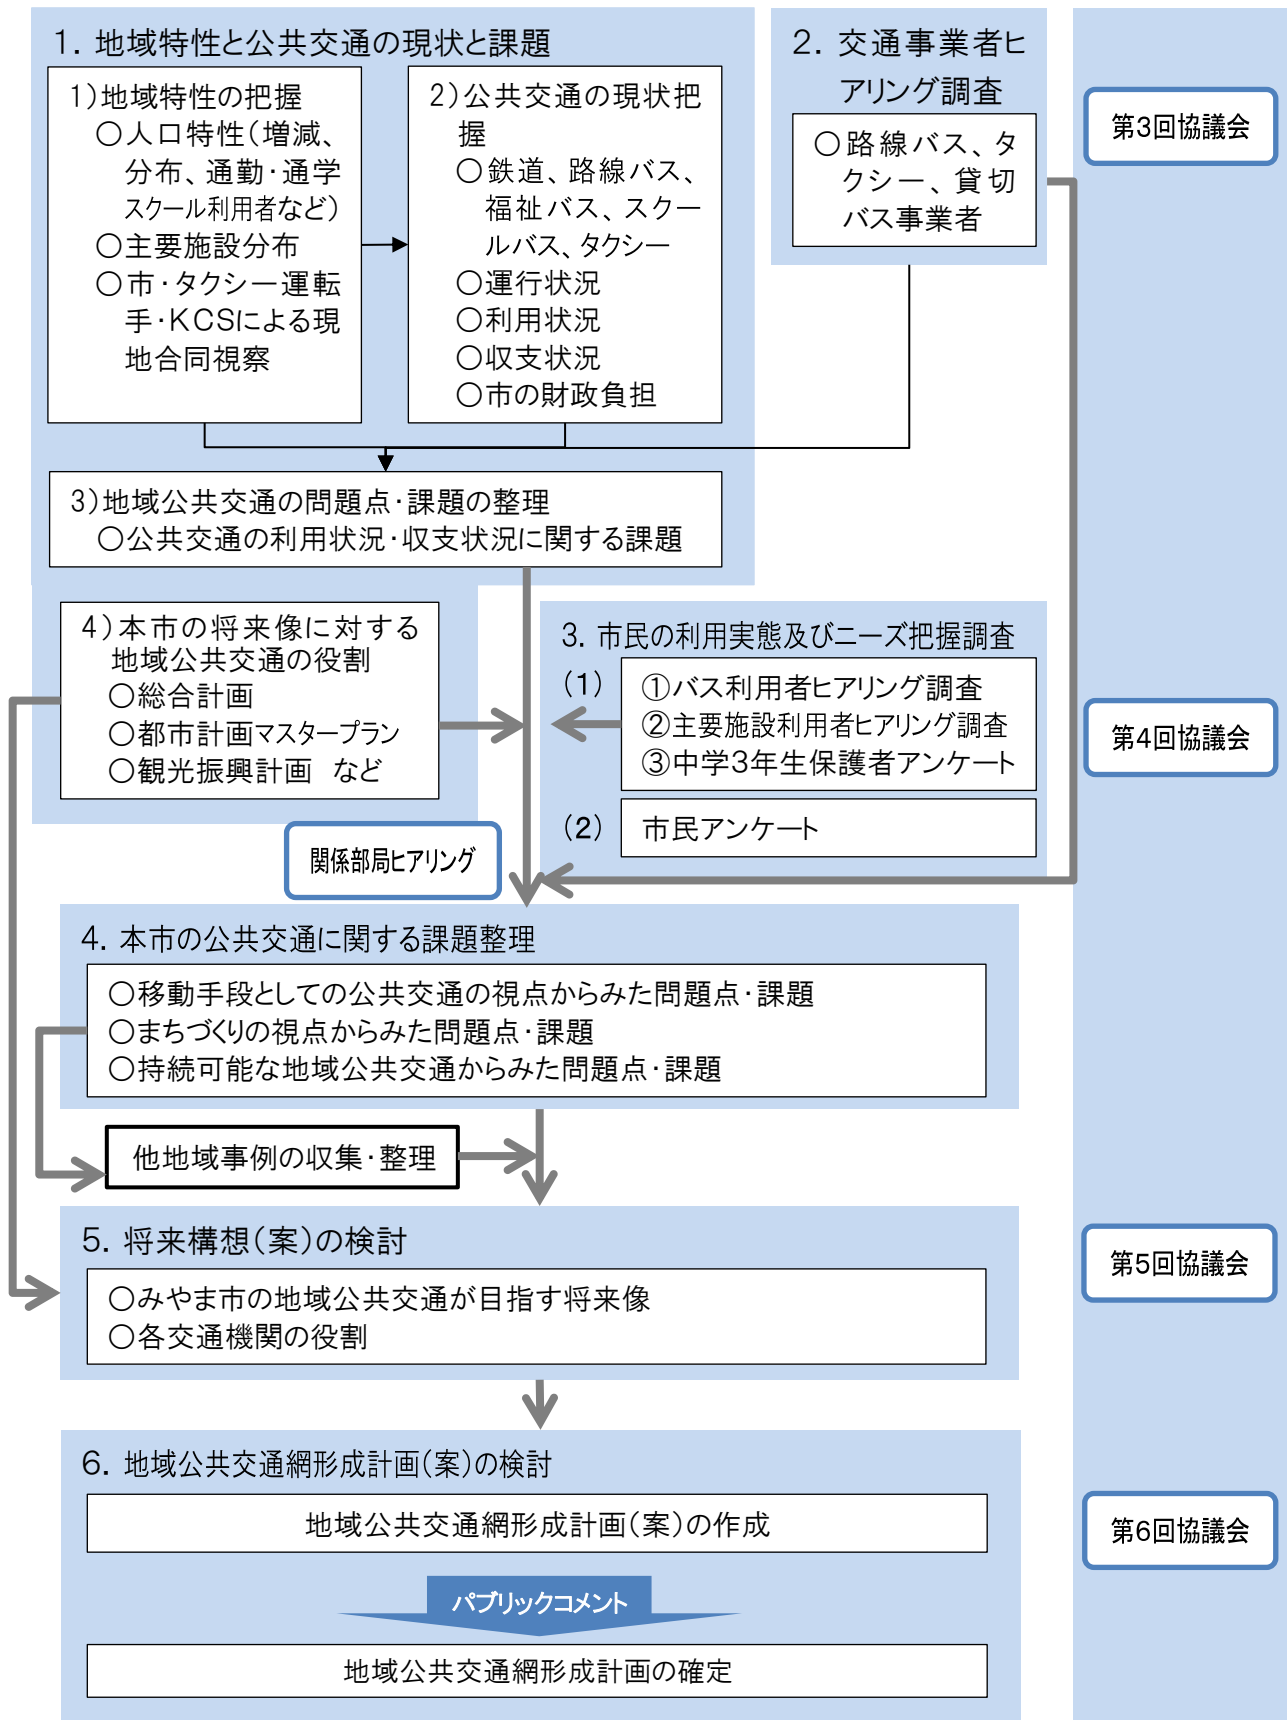 1．地域特性と公共交通の現状と課題
1）地域特性の把握
○人口特性（増減、
分布、通勤・通学
スクール利用者など）
○主要施設分布
○市・タクシー運転
手・KCSによる現
地合同視察
2）公共交通の現状把
握
○鉄道、路線バス、
福祉バス、スクー
ルバス、タクシー
○運行状況
○利用状況
○収支状況
○市の財政負担
2．交通事業者ヒ
アリング調査
○路線バス、タ
クシー、貸切
バス事業者
第3回協議会
3）地域公共交通の問題点・課題の整理
○公共交通の利用状況・収支状況に関する課題
4）本市の将来像に対する
地域公共交通の役割
○総合計画
○都市計画マスタープラン
○観光振興計画　など
3．市民の利用実態及びニーズ把握調査
（1）
①バス利用者ヒアリング調査
②主要施設利用者ヒアリング調査
③中学3年生保護者アンケート
（2）
市民アンケート
第4回協議会
関係部局ヒアリング
4．本市の公共交通に関する課題整理
○移動手段としての公共交通の視点からみた問題点・課題
○まちづくりの視点からみた問題点・課題
○持続可能な地域公共交通からみた問題点・課題
他地域事例の収集・整理
5．将来構想（案）の検討
○みやま市の地域公共交通が目指す将来像
○各交通機関の役割
第5回協議会
6．地域公共交通網形成計画（案）の検討
地域公共交通網形成計画（案）の作成
パブリックコメント
地域公共交通網形成計画の確定
第6回協議会